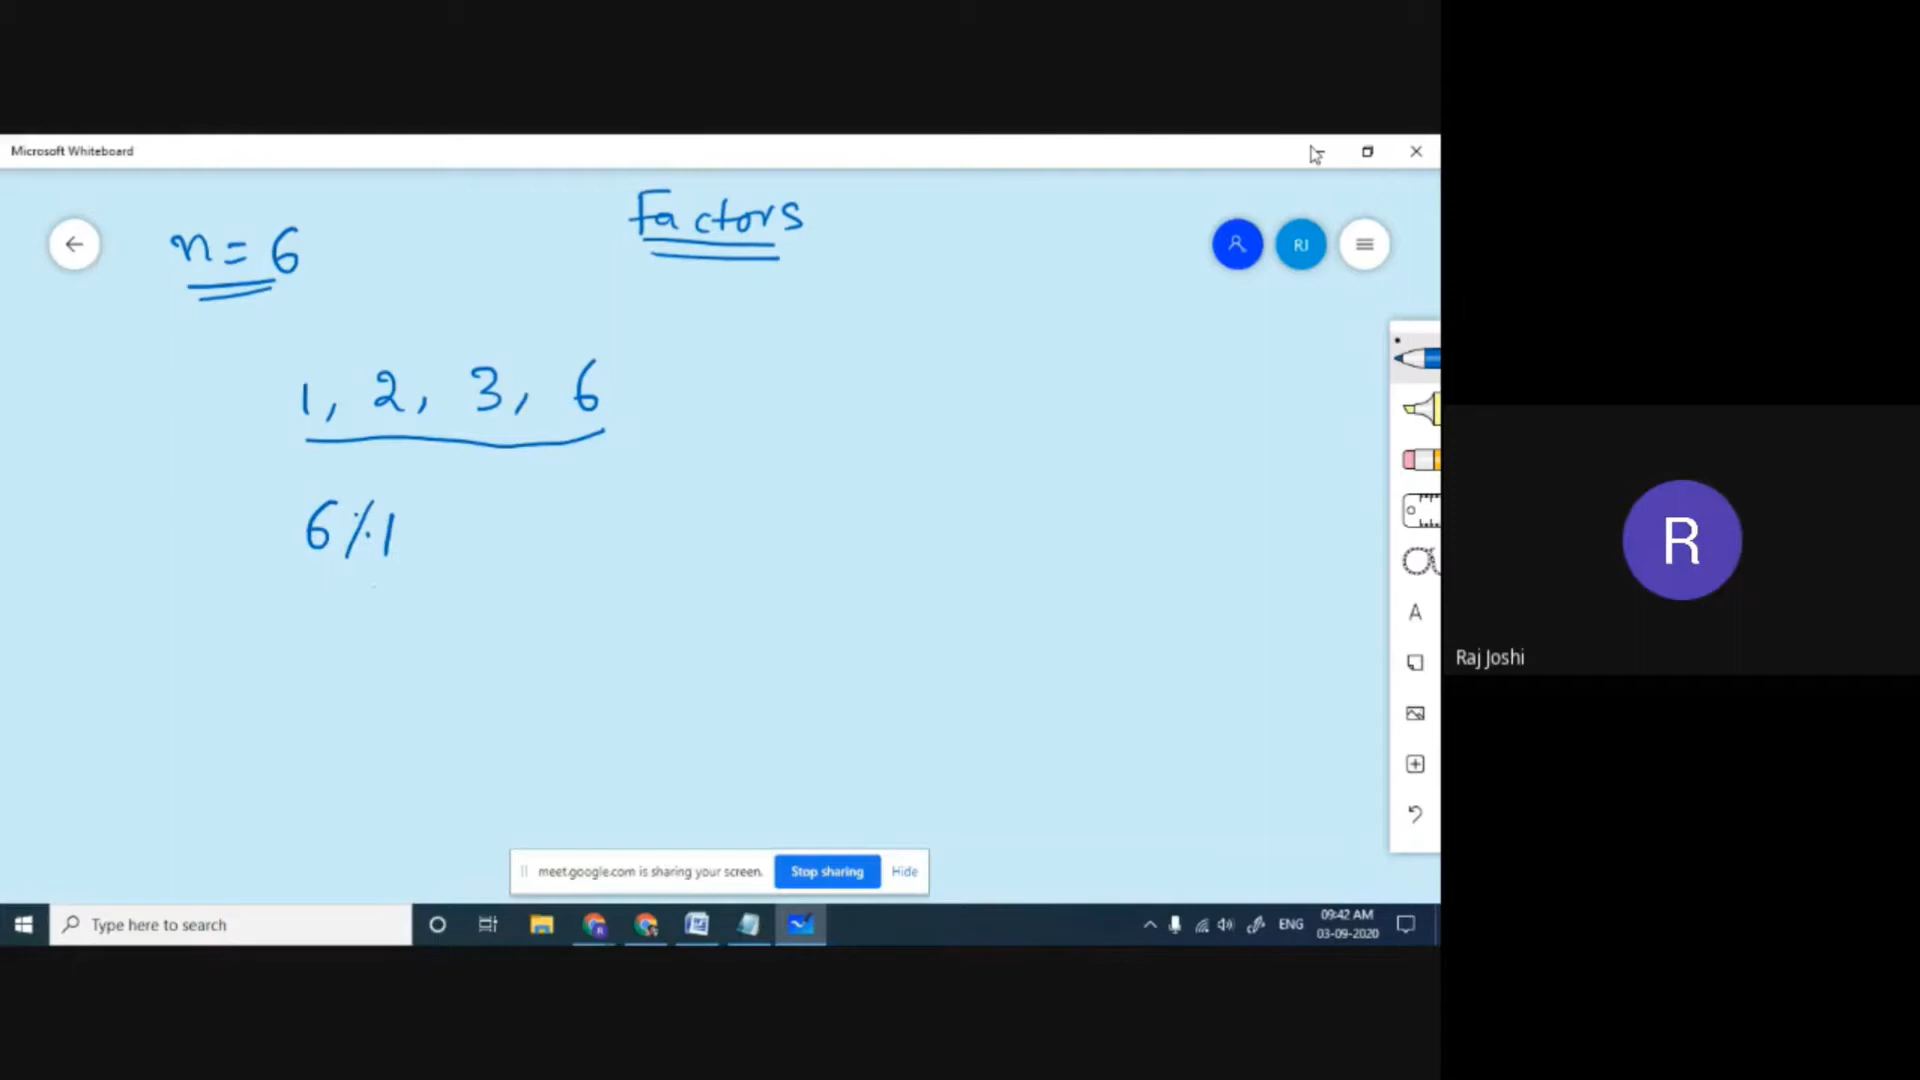 Microsoft Whiteboard
Factors
n = 6
RJ
1, 2, 3, 6
6 % 1
A
R
Raj Joshi
meet.google.com is sharing your screen.
Stop sharing
Hide
Type here to search
ENG
09:42 AM
03-09-2020